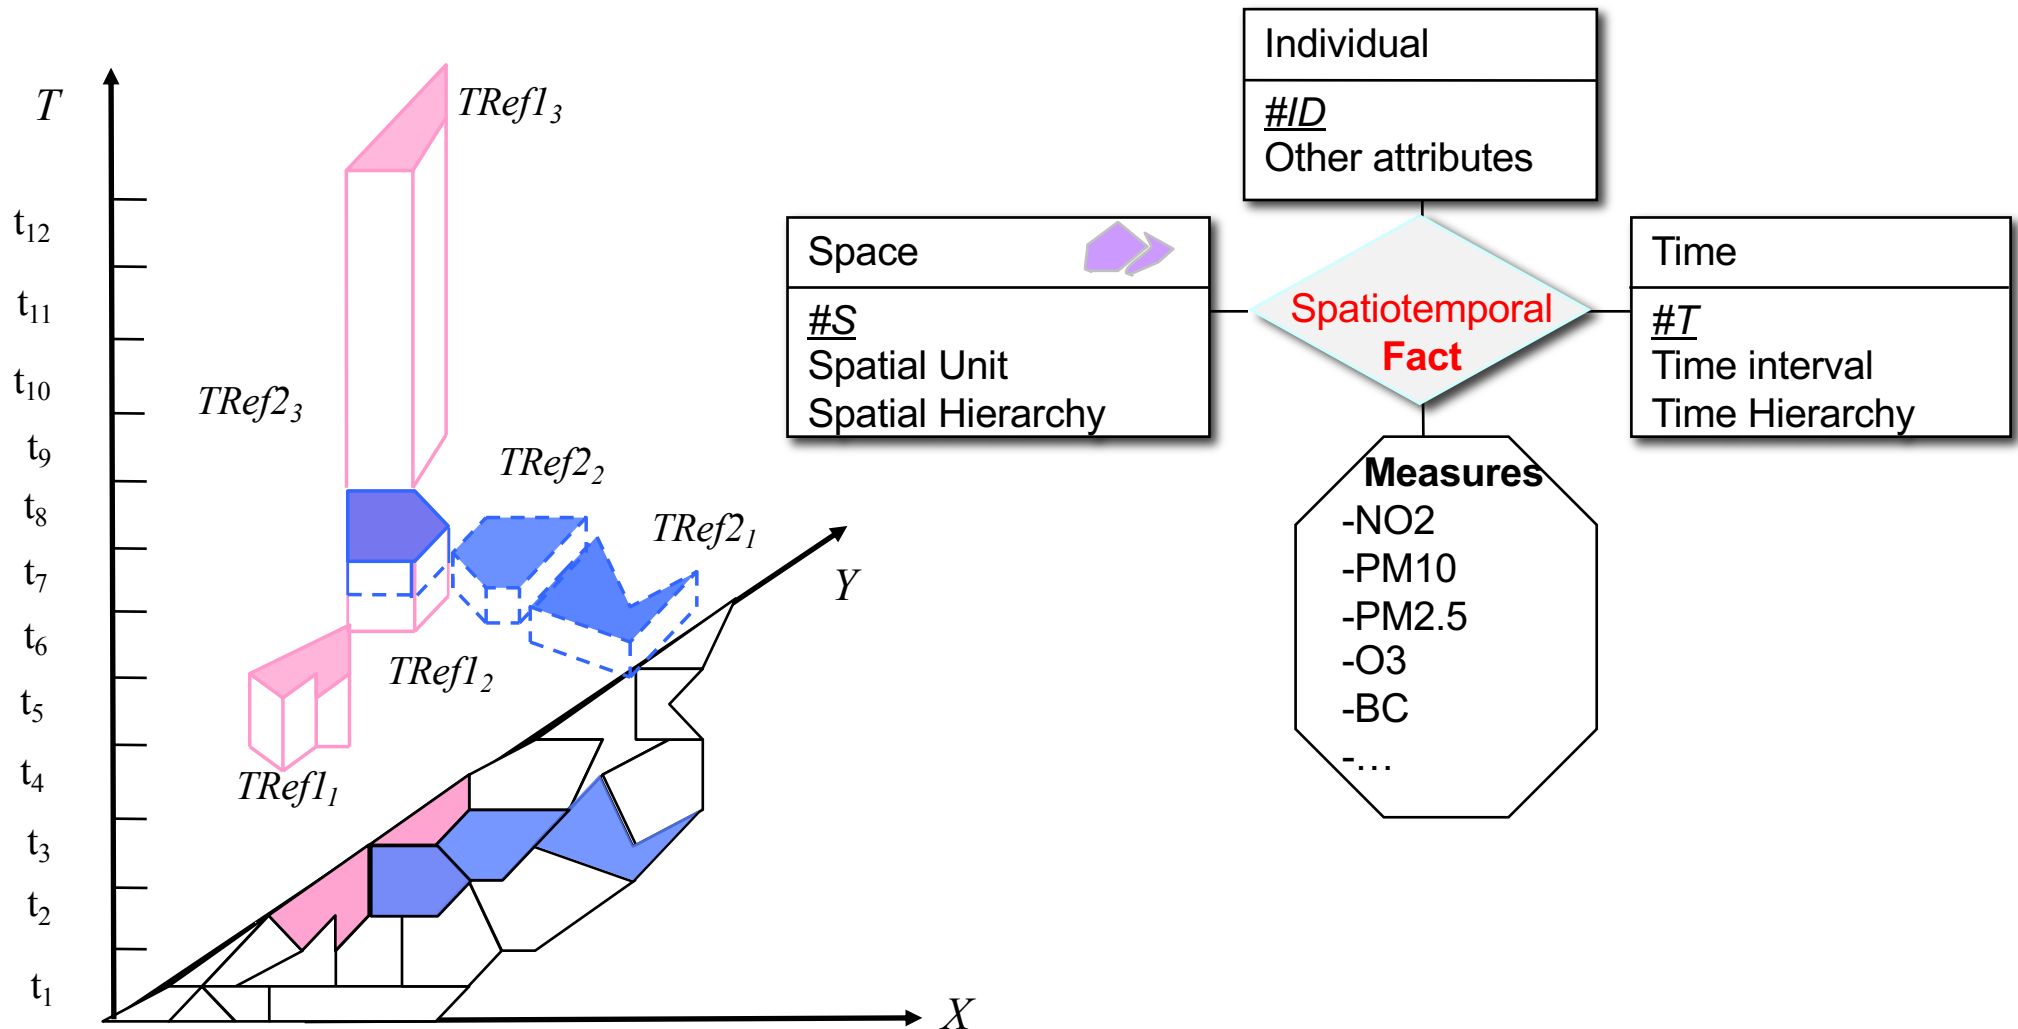 T
t12
t11
t10
t9
t8
t7
t6
t5
t4
t3
t2
t1
TRef13
TRef23
TRef22
TRef21
TRef12
TRef11
Y
X
Individual
#ID
Other attributes
Space
#S
Spatial Unit
Spatial Hierarchy
Spatiotemporal
Fact
Time
#T
Time interval
Time Hierarchy
Measures
-NO2
-PM10
-PM2.5
-O3
-BC
-...